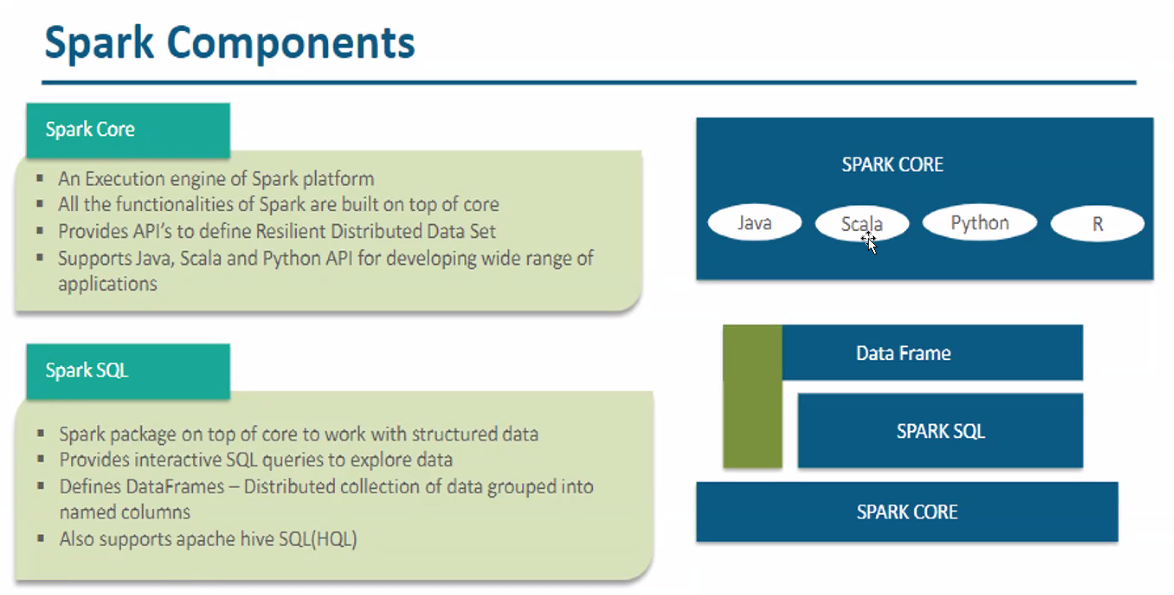 Spark Components
Spark Core
▪ An Execution engine of Spark platform
▪ All the functionalities of Spark are built on top of core
▪ Provides API's to define Resilient Distributed Data Set
▪ Supports Java, Scala and Python API for developing wide range of
applications
SPARK CORE
Java Scala Python R
Spark SQL
▪ Spark package on top of core to work with structured data
▪ Provides interactive SQL queries to explore data
▪ Defines DataFrames – Distributed collection of data grouped into
named columns
▪ Also supports apache hive SQL(HQL)
Data Frame
SPARK SQL
SPARK CORE